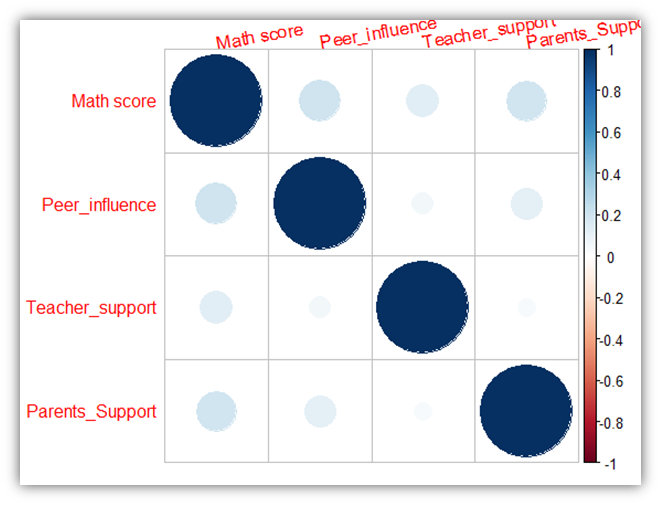 Math score
Peer_influence
Teacher_support
Parents_Suppo
Math score
Peer_influence
Teacher_support
Parents_Support
1
0.8
0.6
0.4
0.2
0
-0.2
-0.4
-0.6
-0.8
-1